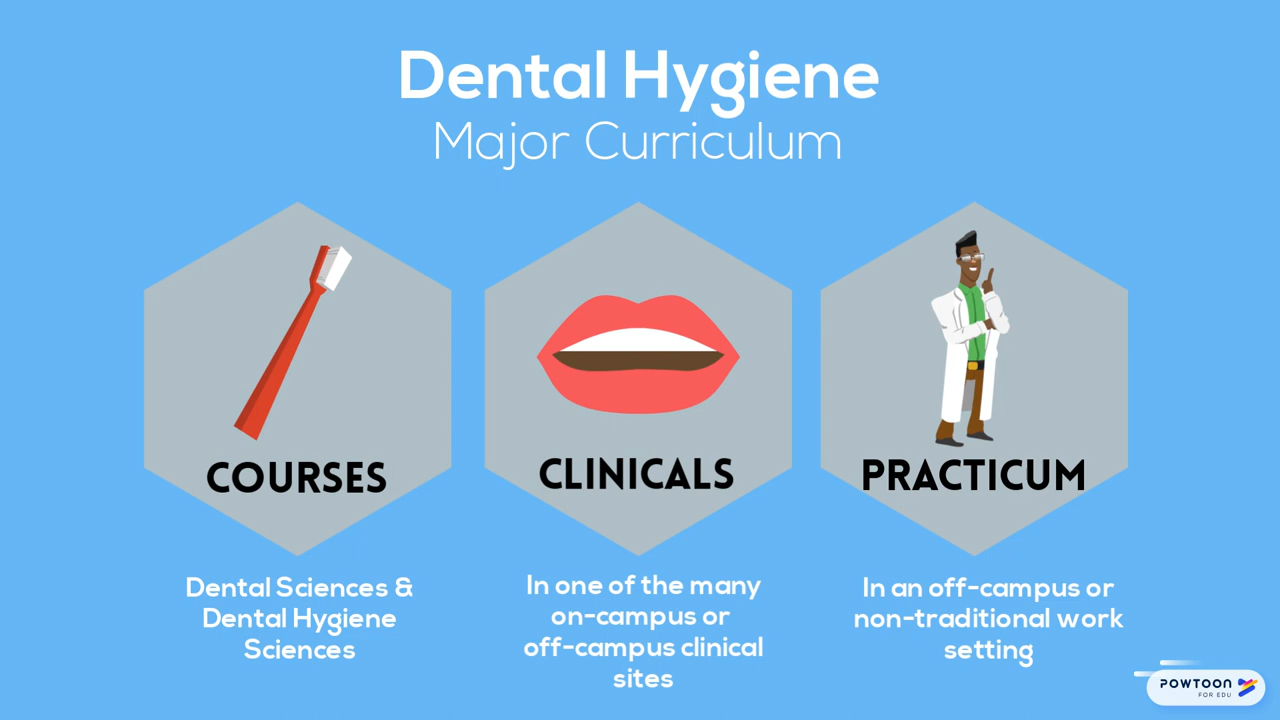 Dental Hygiene
Major Curriculum
COURSES
CLINICALS
PRACTICUM
Dental Sciences &
Dental Hygiene
Sciences
In one of the many
on-campus or
off-campus clinical
sites
In an off-campus or
non-traditional work
setting
POWTOON
FOR EDU